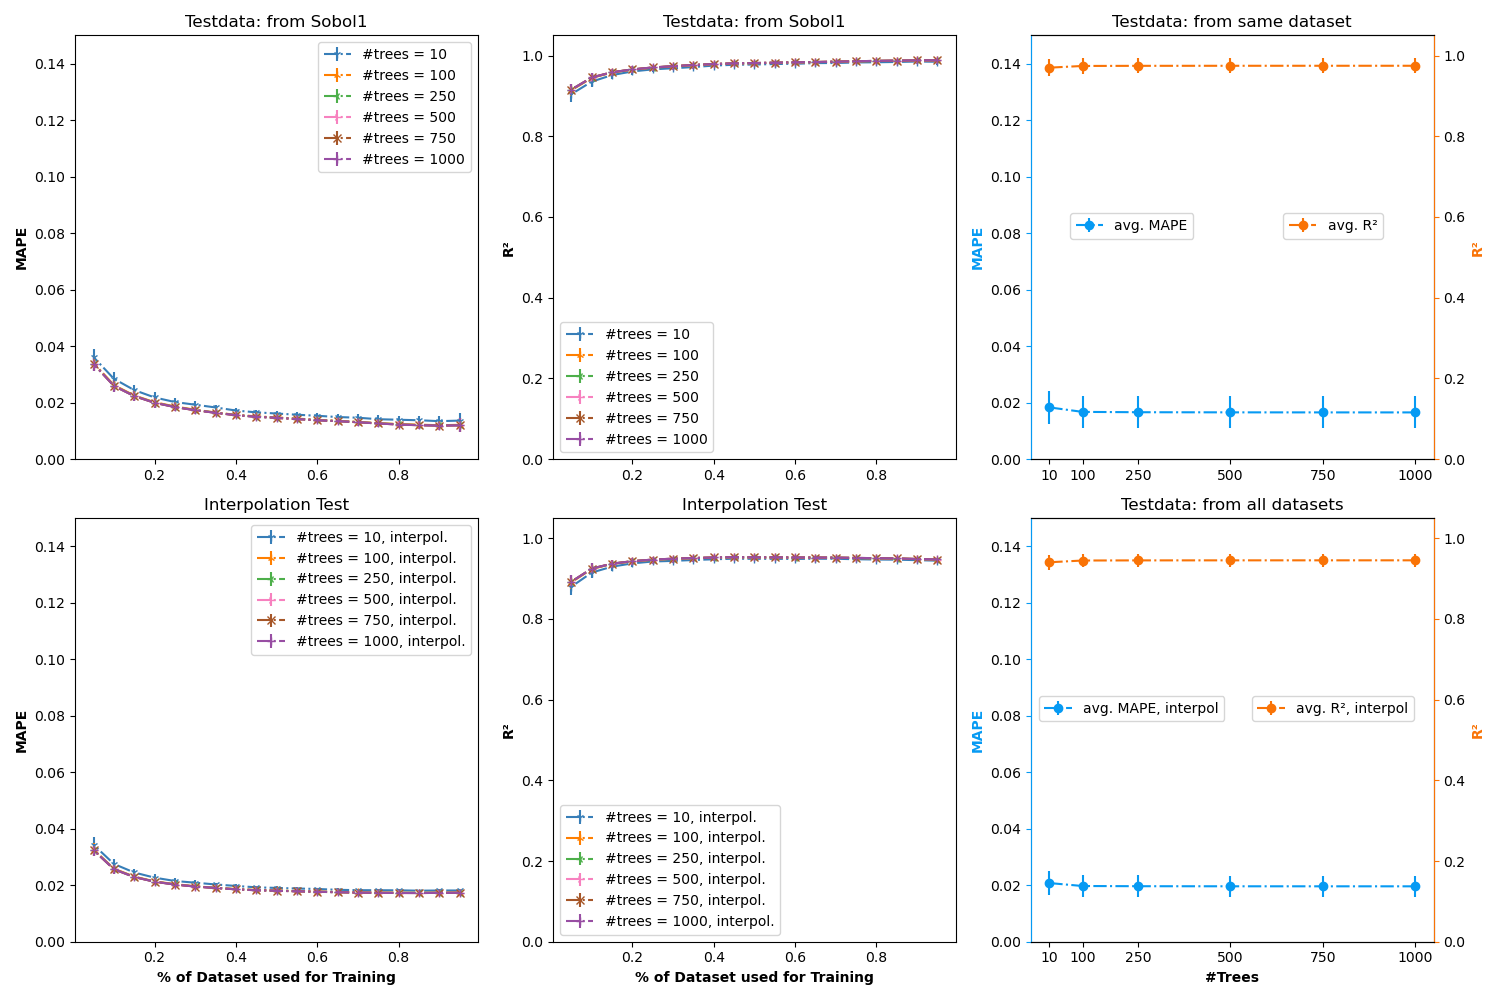 Testdata: from Sobol1
MAPE
0.14
0.12
0.10
0.08
0.06
0.04
0.02
0.00
0.2
0.4
0.6
0.8
#trees = 10
#trees = 100
#trees = 250
#trees = 500
#trees = 750
#trees = 1000
Testdata: from Sobol1
R²
1.0
0.8
0.6
0.4
0.2
0.0
0.2
0.4
0.6
0.8
#trees = 10
#trees = 100
#trees = 250
#trees = 500
#trees = 750
#trees = 1000
Testdata: from same dataset
MAPE
0.14
0.12
0.10
0.08
0.06
0.04
0.02
0.00
10
100
250
500
750
1000
avg. MAPE
avg. R²
1.0
0.8
0.6
0.4
0.2
0.0
R²
Interpolation Test
MAPE
0.14
0.12
0.10
0.08
0.06
0.04
0.02
0.00
0.2
0.4
0.6
0.8
% of Dataset used for Training
#trees = 10, interpol.
#trees = 100, interpol.
#trees = 250, interpol.
#trees = 500, interpol.
#trees = 750, interpol.
#trees = 1000, interpol.
Interpolation Test
R²
1.0
0.8
0.6
0.4
0.2
0.0
0.2
0.4
0.6
0.8
% of Dataset used for Training
#trees = 10, interpol.
#trees = 100, interpol.
#trees = 250, interpol.
#trees = 500, interpol.
#trees = 750, interpol.
#trees = 1000, interpol.
Testdata: from all datasets
MAPE
0.14
0.12
0.10
0.08
0.06
0.04
0.02
0.00
10
100
250
500
750
1000
#Trees
avg. MAPE, interpol
avg. R², interpol
1.0
0.8
0.6
0.4
0.2
0.0
R²